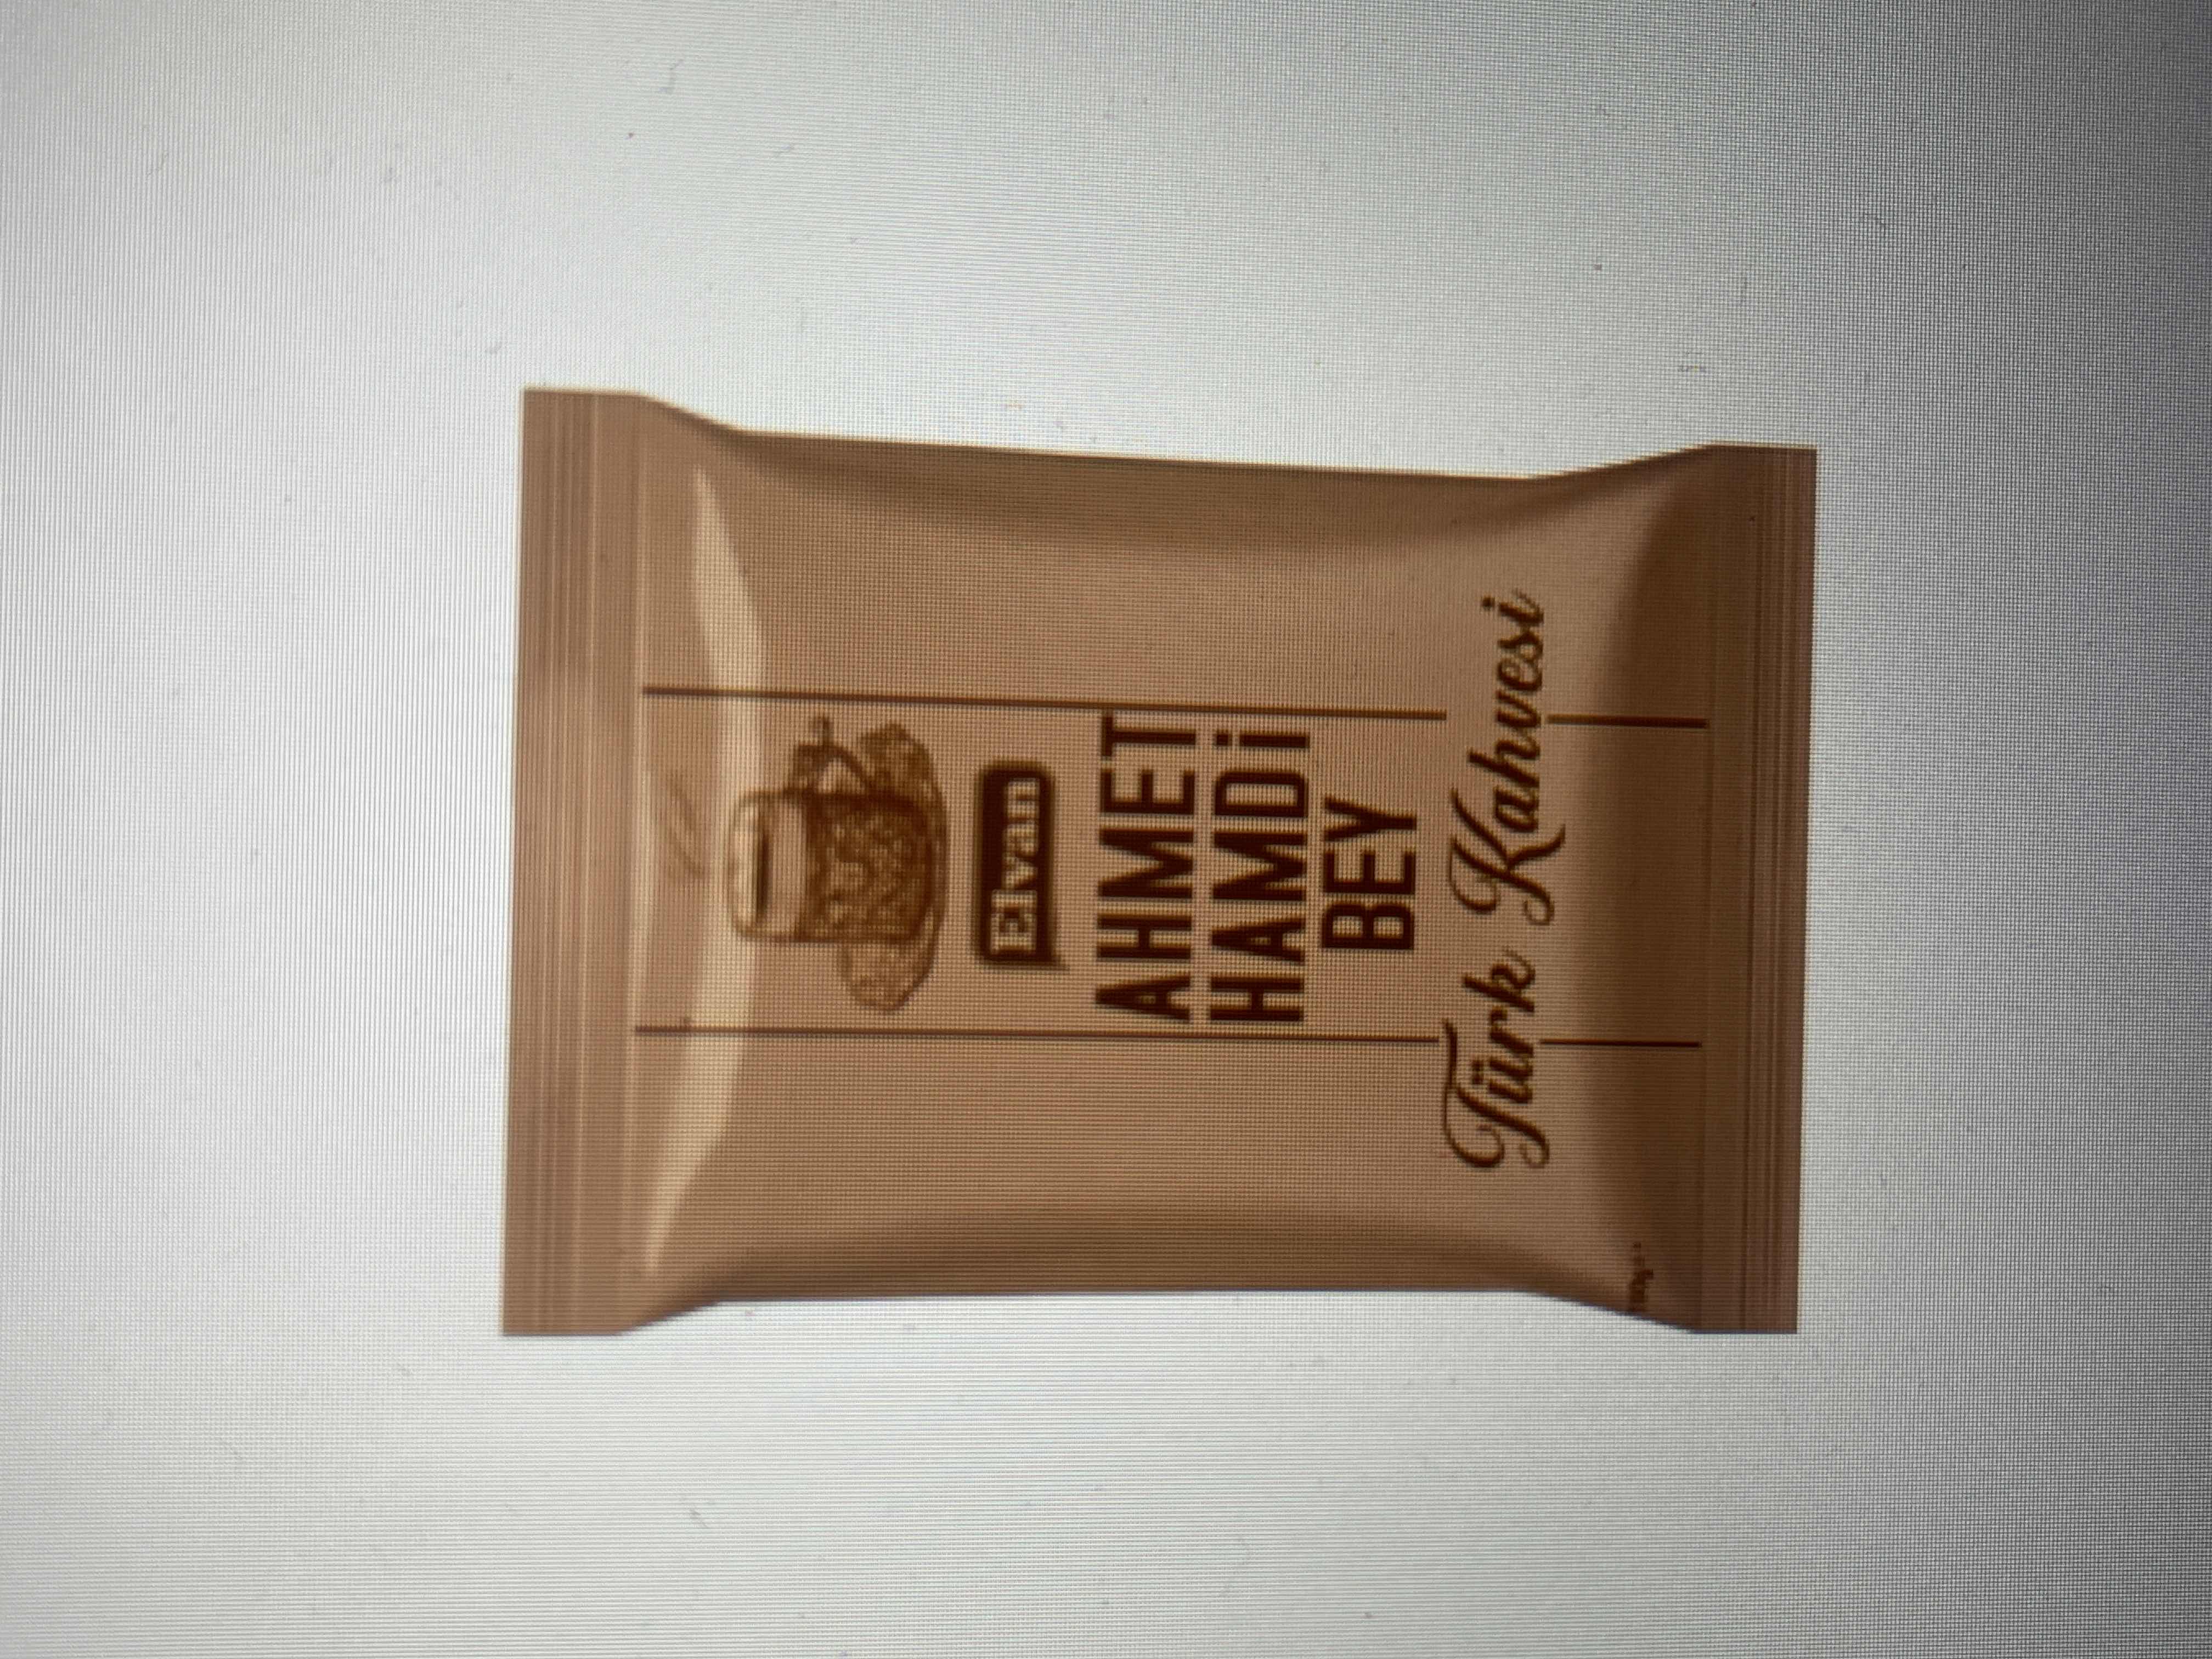 Elvan
AHMET
HAMDİ
BEY
Türk Kahvesi